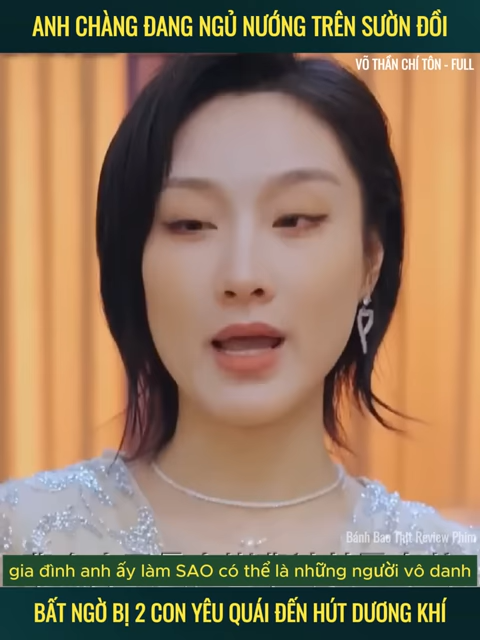 ANH CHÀNG ĐANG NGỦ NƯỚNG TRÊN SƯỜN ĐỒI
VÕ THẦN CHÍ TÔN - FULL
Bánh Bao Thịt Review Phim
gia đình anh ấy làm SAO có thể là những người vô danh
BẤT NGỜ BỊ 2 CON YÊU QUÁI ĐẾN HÚT DƯƠNG KHÍ